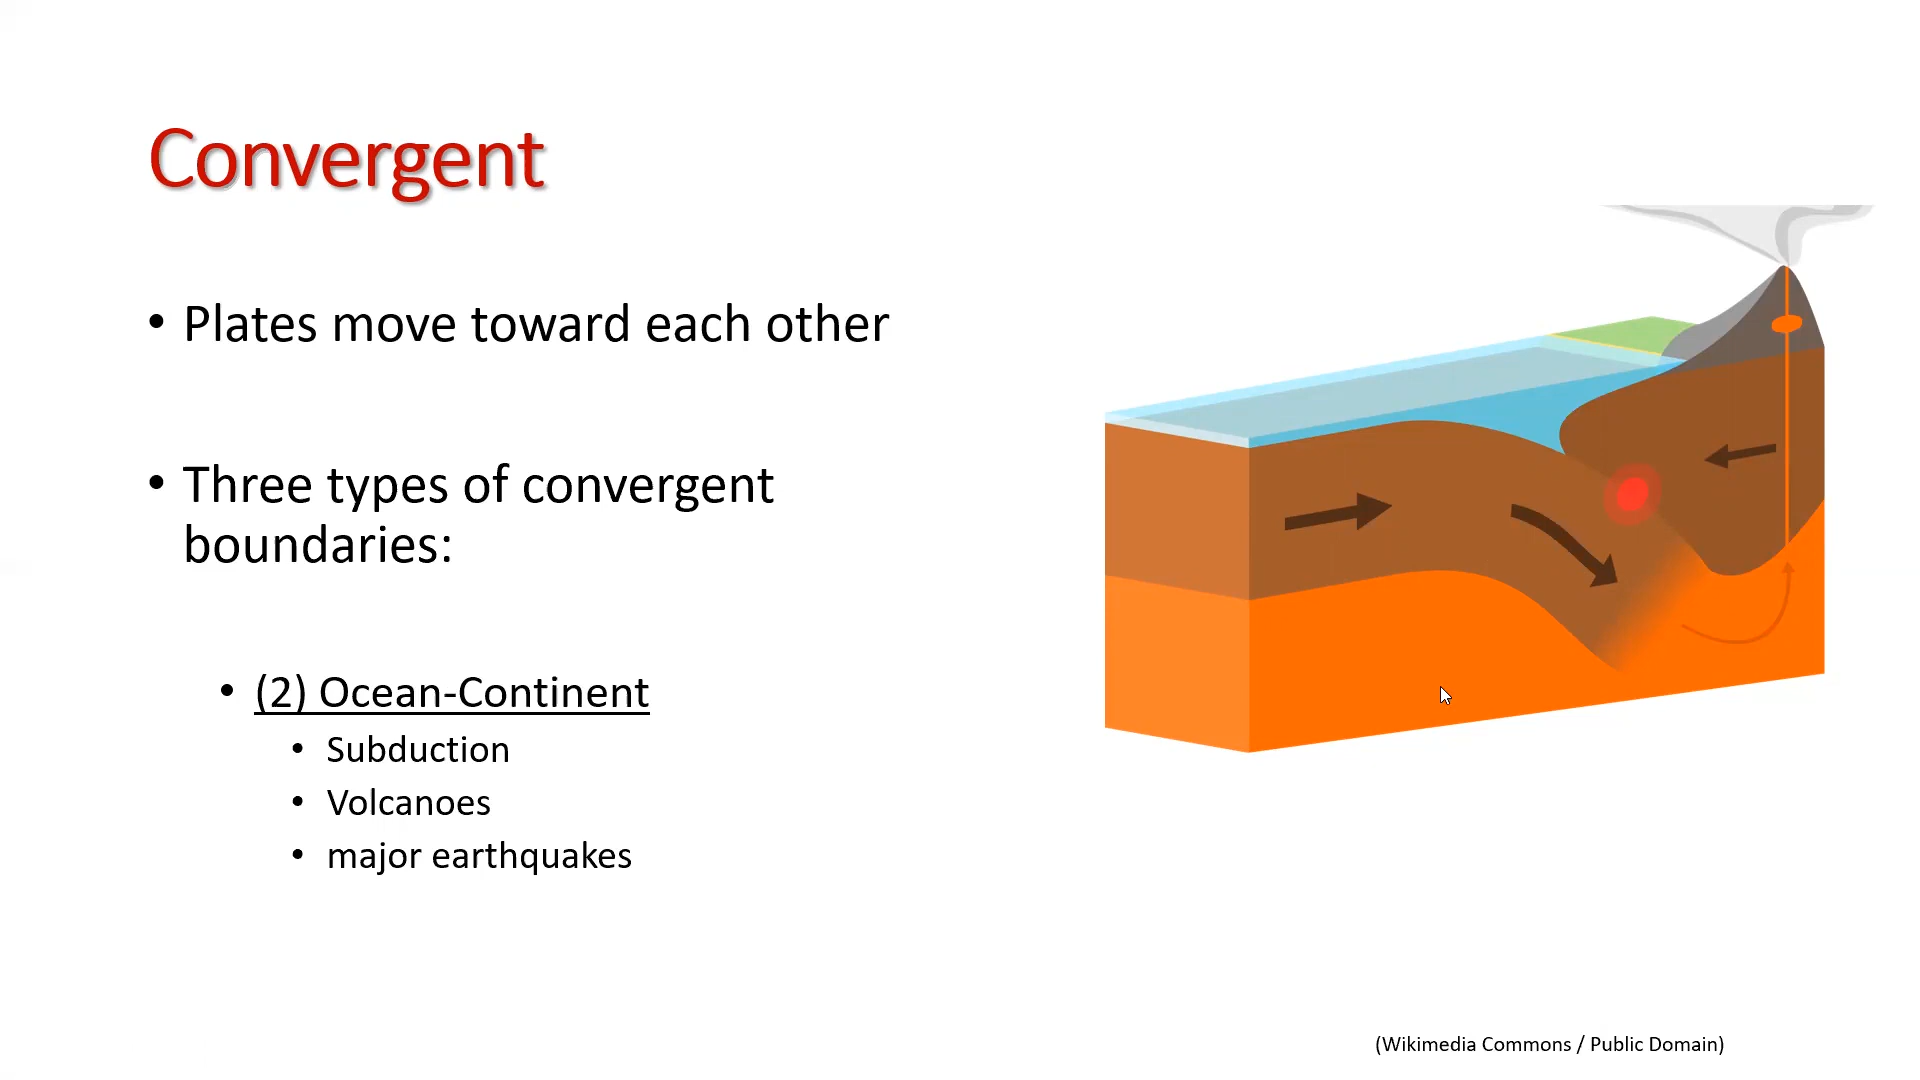 Convergent
• Plates move toward each other
• Three types of convergent
boundaries:
• (2) Ocean-Continent
• Subduction
• Volcanoes
• major earthquakes
(Wikimedia Commons / Public Domain)